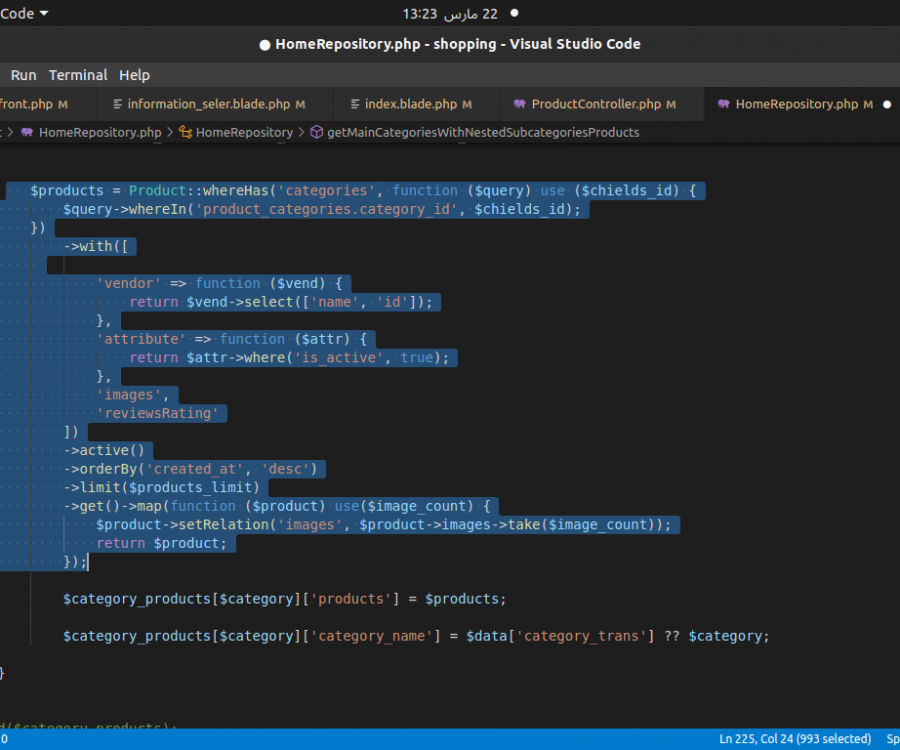 Code
22 مارس 13:23
HomeRepository.php - shopping - Visual Studio Code
Run Terminal Help
front.php M information_seler.blade.php M index.blade.php M ProductController.php M HomeRepository.php M
HomeRepository.php > HomeRepository > getMainCategoriesWithNestedSubcategoriesProducts
$products = Product::whereHas('categories', function ($query) use ($chields_id) {
$query->whereIn('product_categories.category_id', $chields_id);
})
->with([
'vendor' => function ($vend) {
return $vend->select(['name', 'id']);
},
'attribute' => function ($attr) {
return $attr->where('is_active', true);
},
'images',
'reviewsRating'
])
->active()
->orderBy('created_at', 'desc')
->limit($products_limit)
->get()->map(function ($product) use($image_count) {
$product->setRelation('images', $product->images->take($image_count));
return $product;
});
$category_products[$category]['products'] = $products;
$category_products[$category]['category_name'] = $data['category_trans'] ?? $category;
}
d($category_products);
0 Ln 225, Col 24 (993 selected) Sp